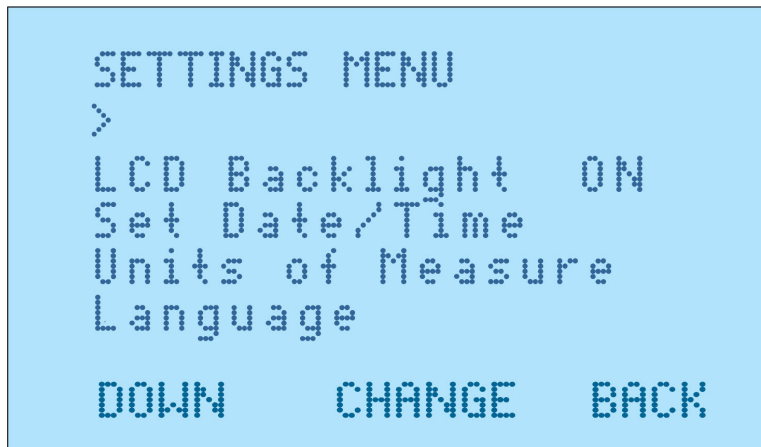 SETTINGS MENU
>
LCD Backlight ON
Set Date/Time
Units of Measure
Language
DOWN CHANGE BACK